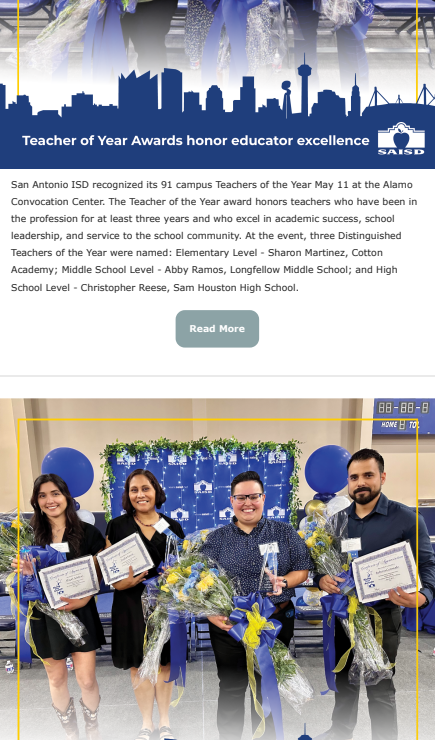 Teacher of Year Awards honor educator excellence
SAISD
San Antonio ISD recognized its 91 campus Teachers of the Year May 11 at the Alamo
Convocation Center. The Teacher of the Year award honors teachers who have been in
the profession for at least three years and who excel in academic success, school
leadership, and service to the school community. At the event, three Distinguished
Teachers of the Year were named: Elementary Level - Sharon Martinez, Cotton
Academy; Middle School Level - Abby Ramos, Longfellow Middle School; and High
School Level - Christopher Reese, Sam Houston High School.
Read More
HOME
SAISD